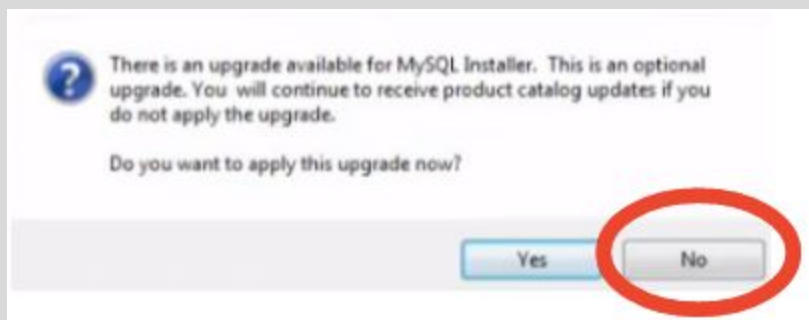 There is an upgrade available for MySQL Installer. This is an optional
upgrade. You will continue to receive product catalog updates if you
do not apply the upgrade.
Do you want to apply this upgrade now?
Yes No